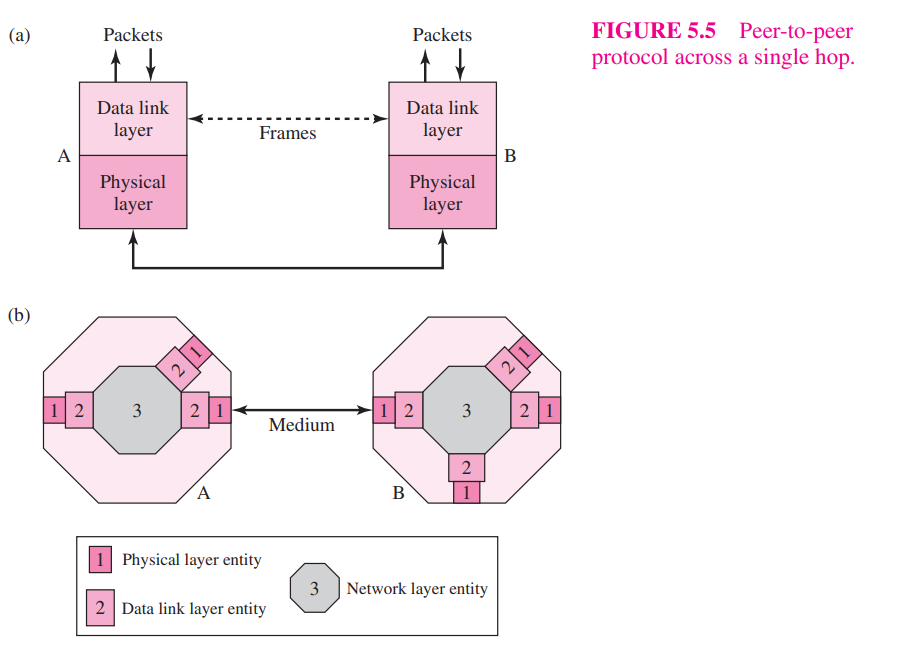 (a)
Packets
Packets
FIGURE 5.5 Peer-to-peer
protocol across a single hop.
Data link
layer
Data link
layer
Frames
A
B
Physical
layer
Physical
layer
(b)
2 1
2 1
1 2 3 2 1
Medium
1 2 3 2 1
2
1
A
B
1 Physical layer entity
3 Network layer entity
2 Data link layer entity